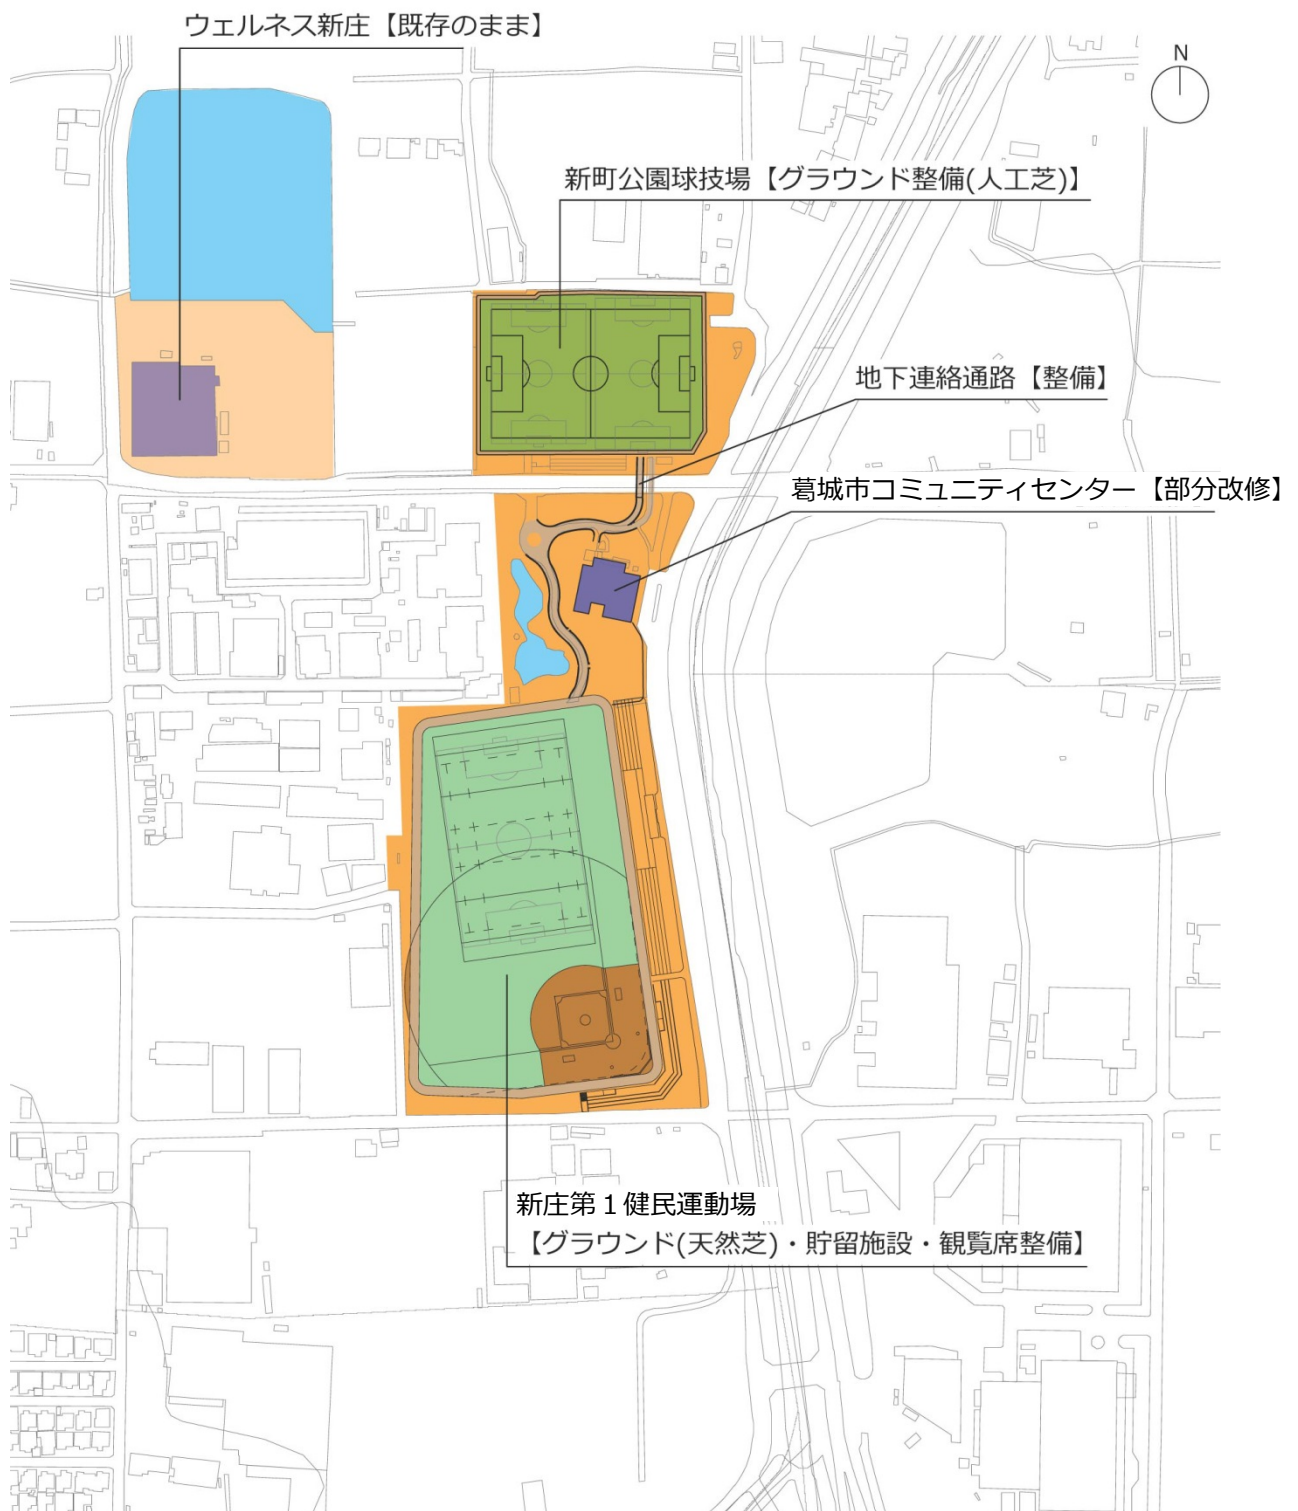 ウェルネス新庄【既存のまま】
N
新町公園球技場【グラウンド整備(人工芝)】
地下連絡通路【整備】
葛城市コミュニティセンター【部分改修】
新庄第１健民運動場
【グラウンド(天然芝)・貯留施設・観覧席整備】